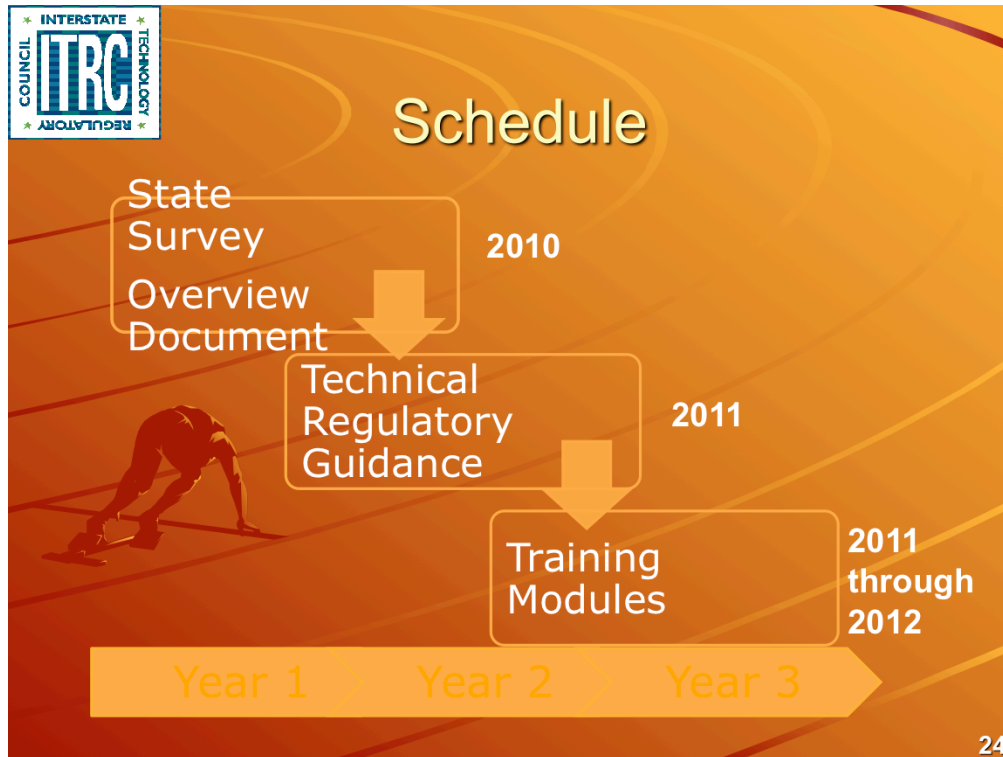 INTERSTATE
TECHNOLOGY
REGULATORY
COUNCIL
ITRC
Schedule
State
Survey
Overview
Document
2010
Technical
Regulatory
Guidance
2011
Training
Modules
2011
through
2012
Year 1
Year 2
Year 3
24